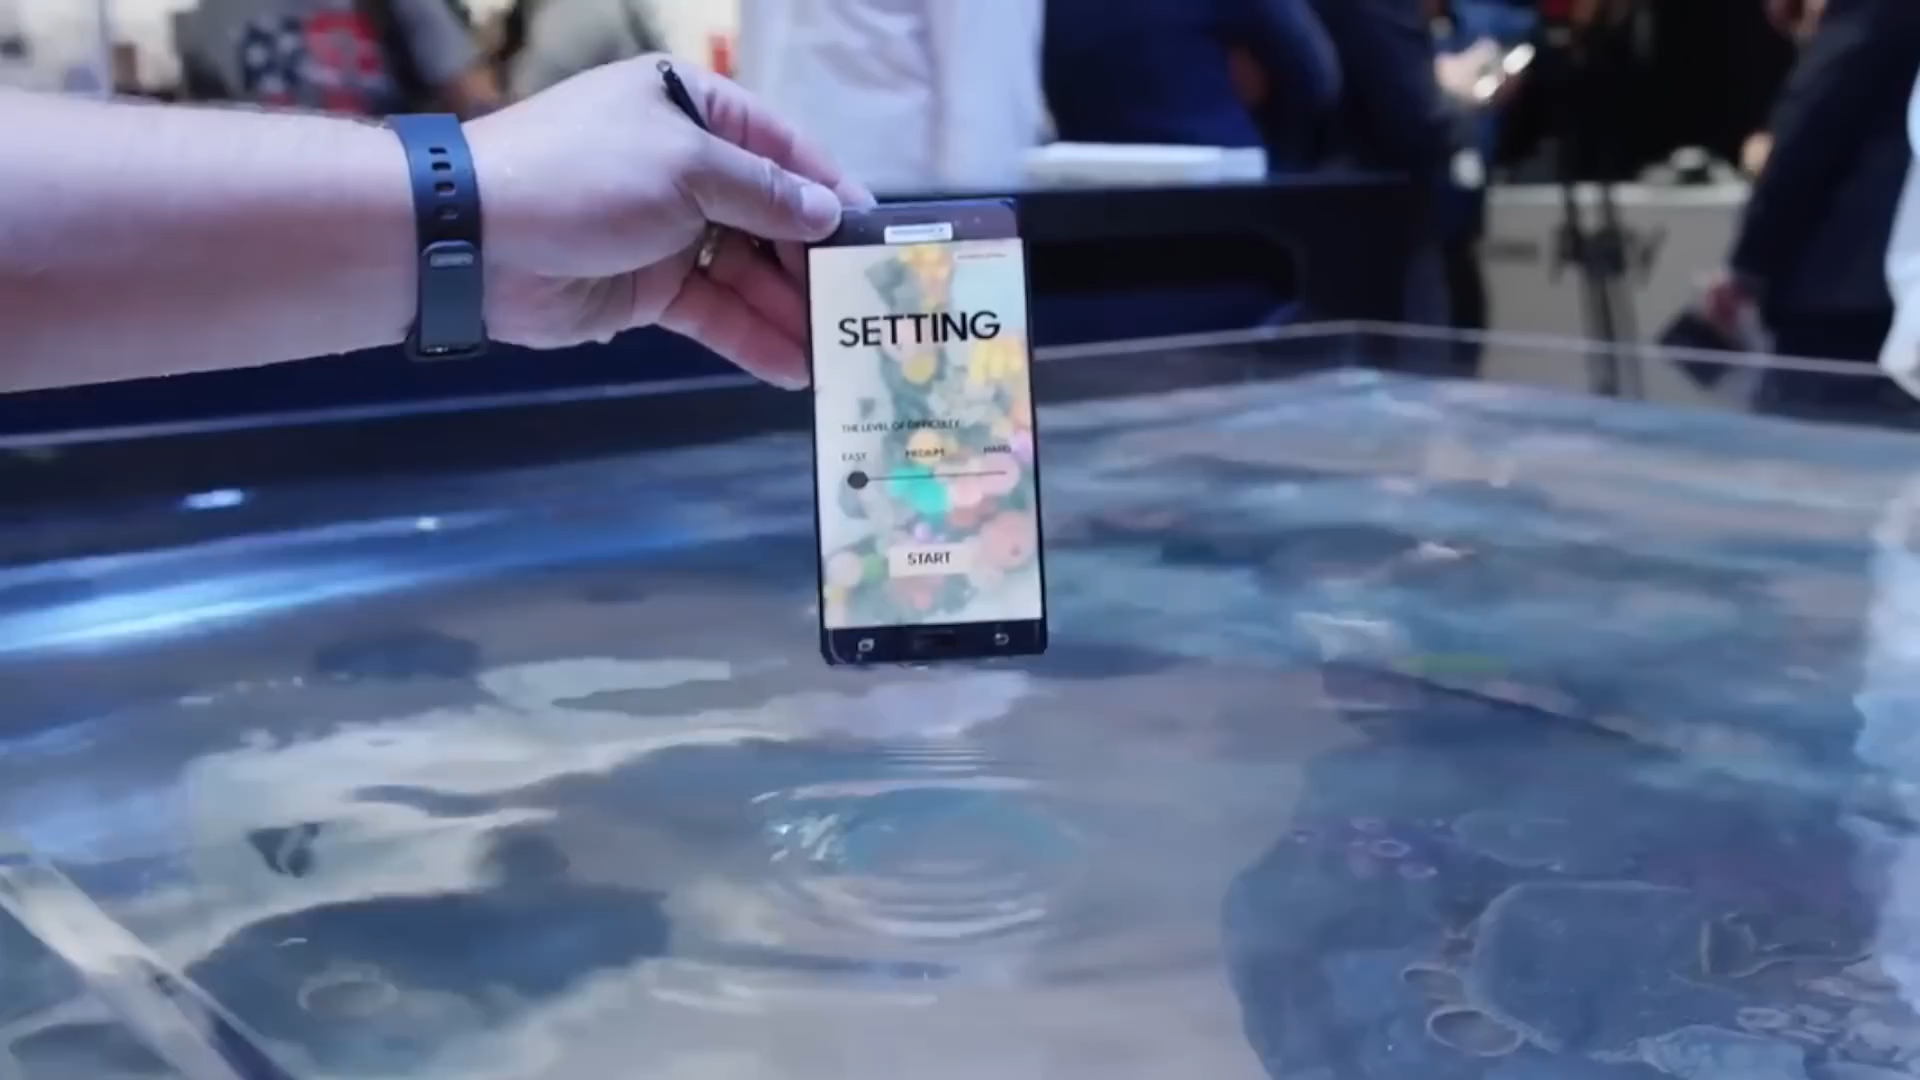 SETTING
THE LEVEL OF DIFFICULTY
EASY MEDIUM HARD
START